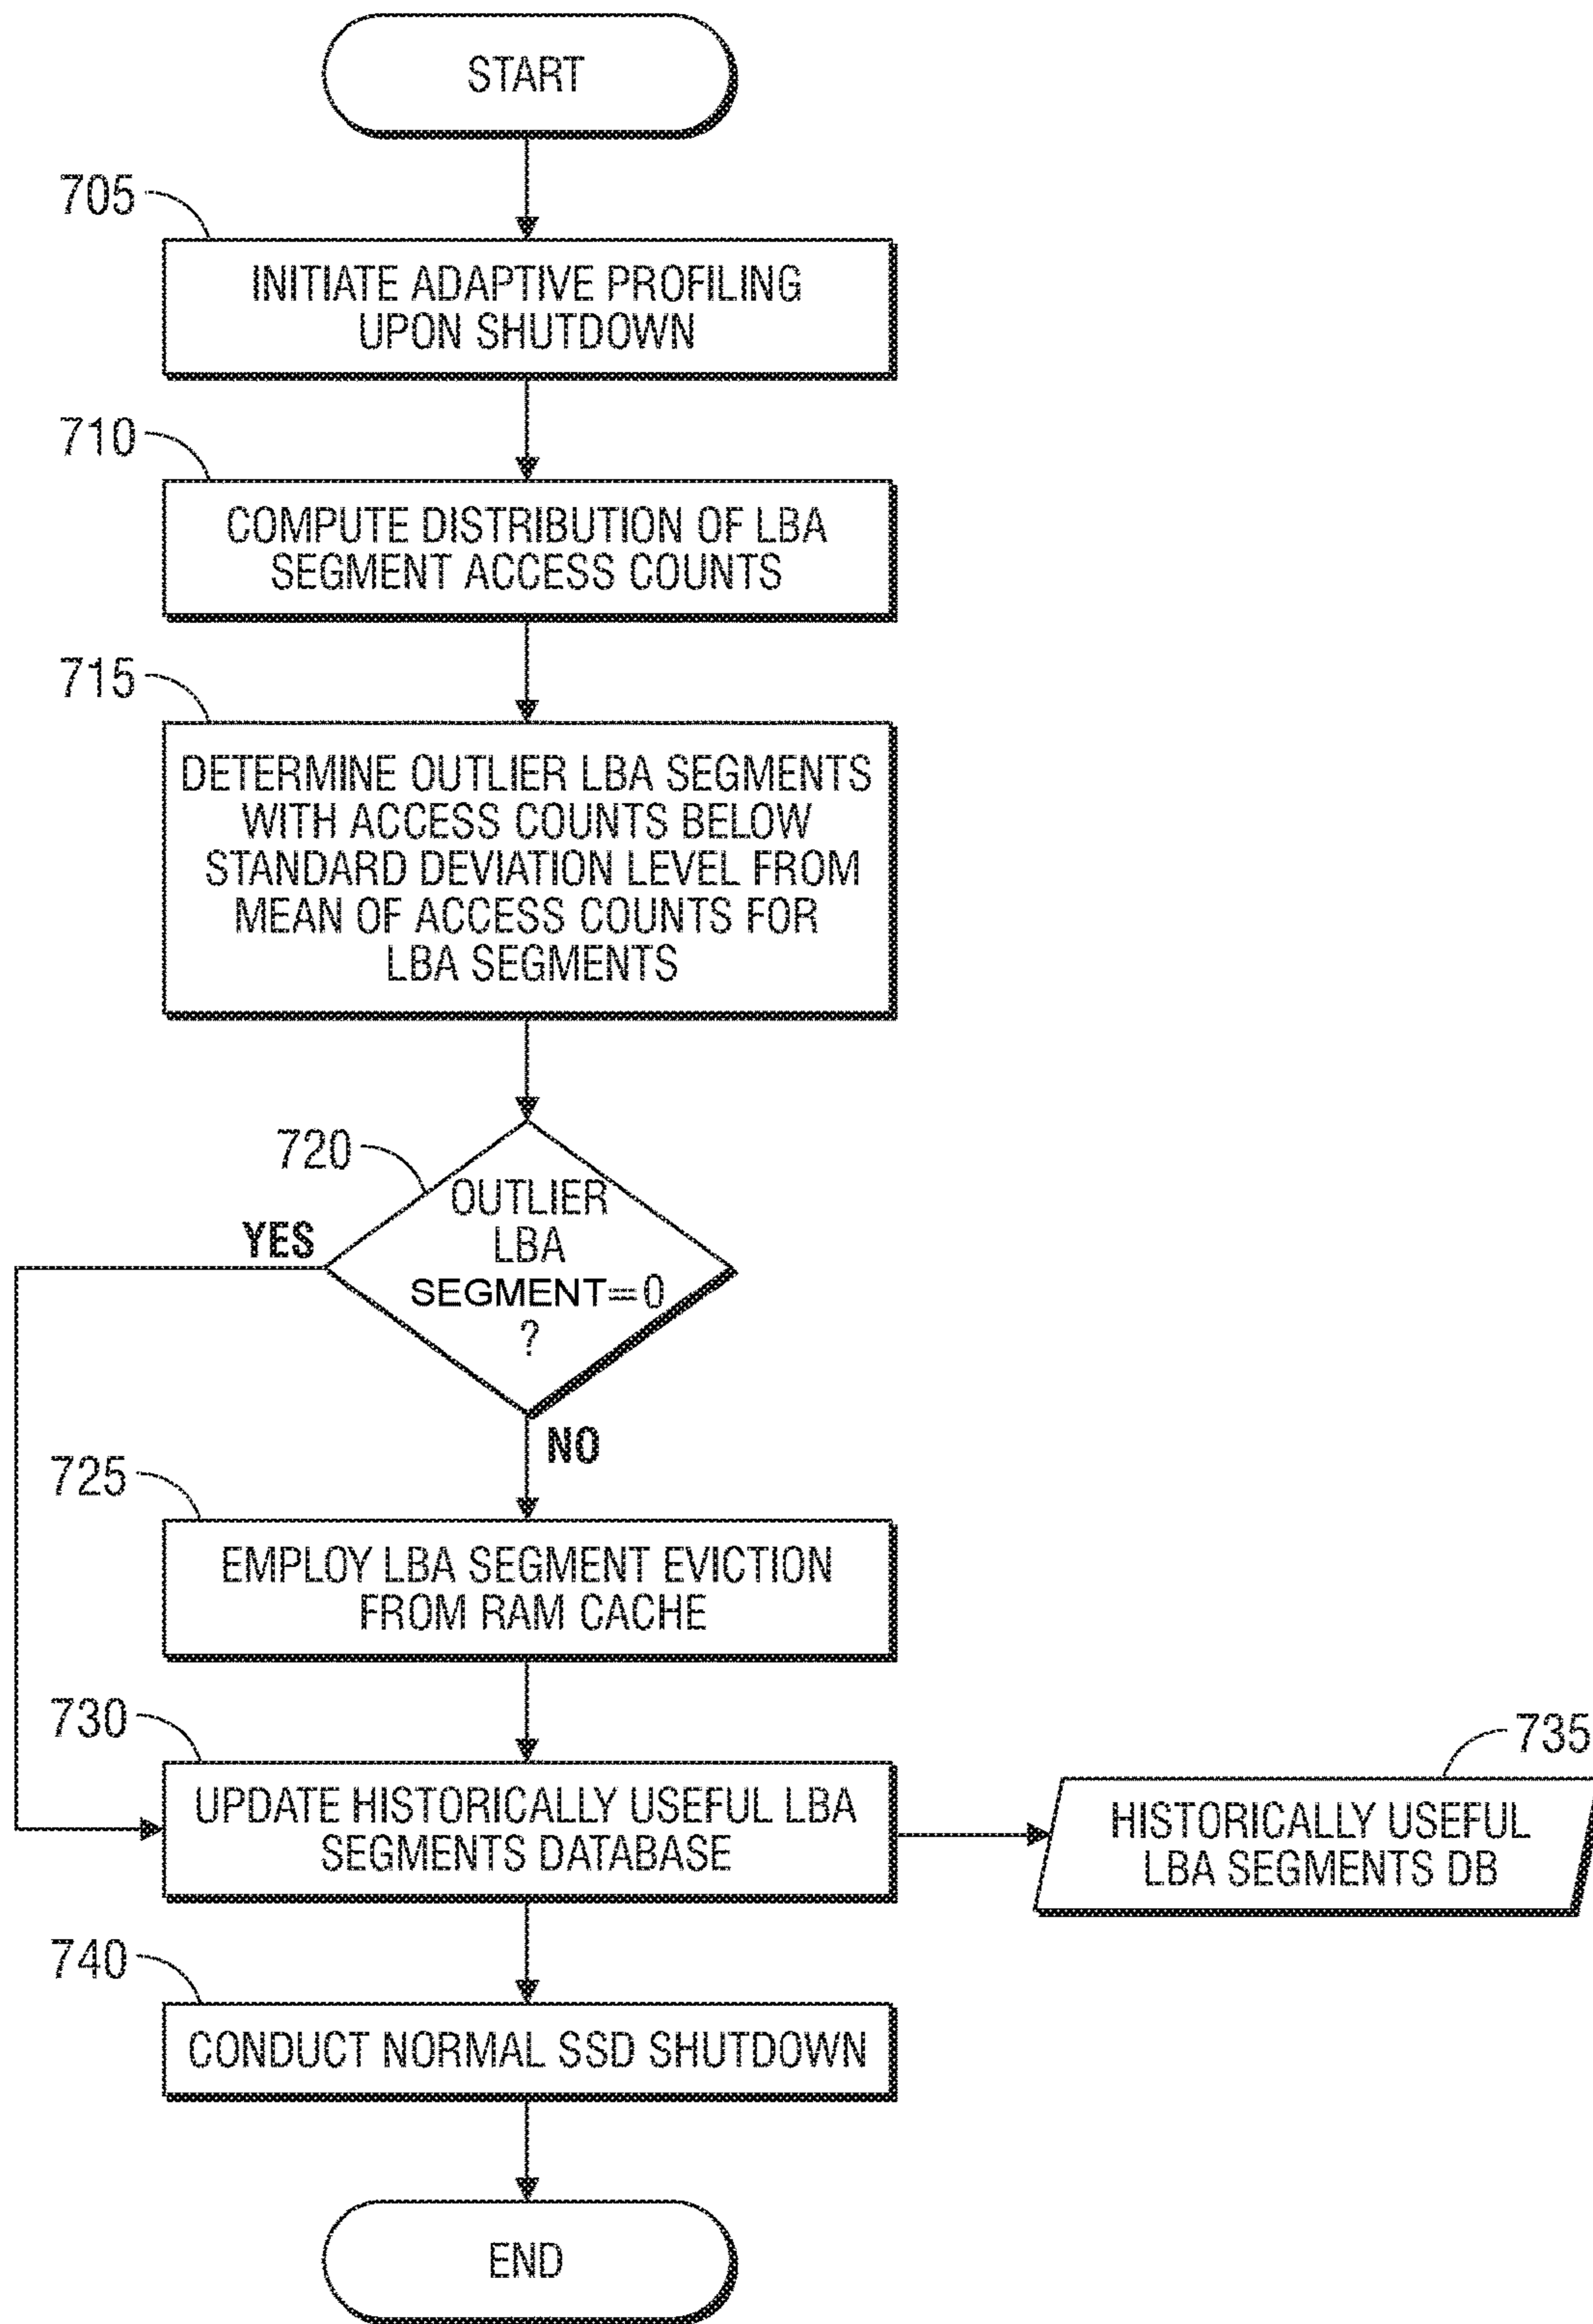 START
705
INITIATE ADAPTIVE PROFILING
UPON SHUTDOWN
710
COMPUTE DISTRIBUTION OF LBA
SEGMENT ACCESS COUNTS
715
DETERMINE OUTLIER LBA SEGMENTS
WITH ACCESS COUNTS BELOW
STANDARD DEVIATION LEVEL FROM
MEAN OF ACCESS COUNTS FOR
LBA SEGMENTS
720
OUTLIER
LBA
SEGMENT==0
?
YES
NO
725
EMPLOY LBA SEGMENT EVICTION
FROM RAM CACHE
730
UPDATE HISTORICALLY USEFUL LBA
SEGMENTS DATABASE
735
HISTORICALLY USEFUL
LBA SEGMENTS DB
740
CONDUCT NORMAL SSD SHUTDOWN
END